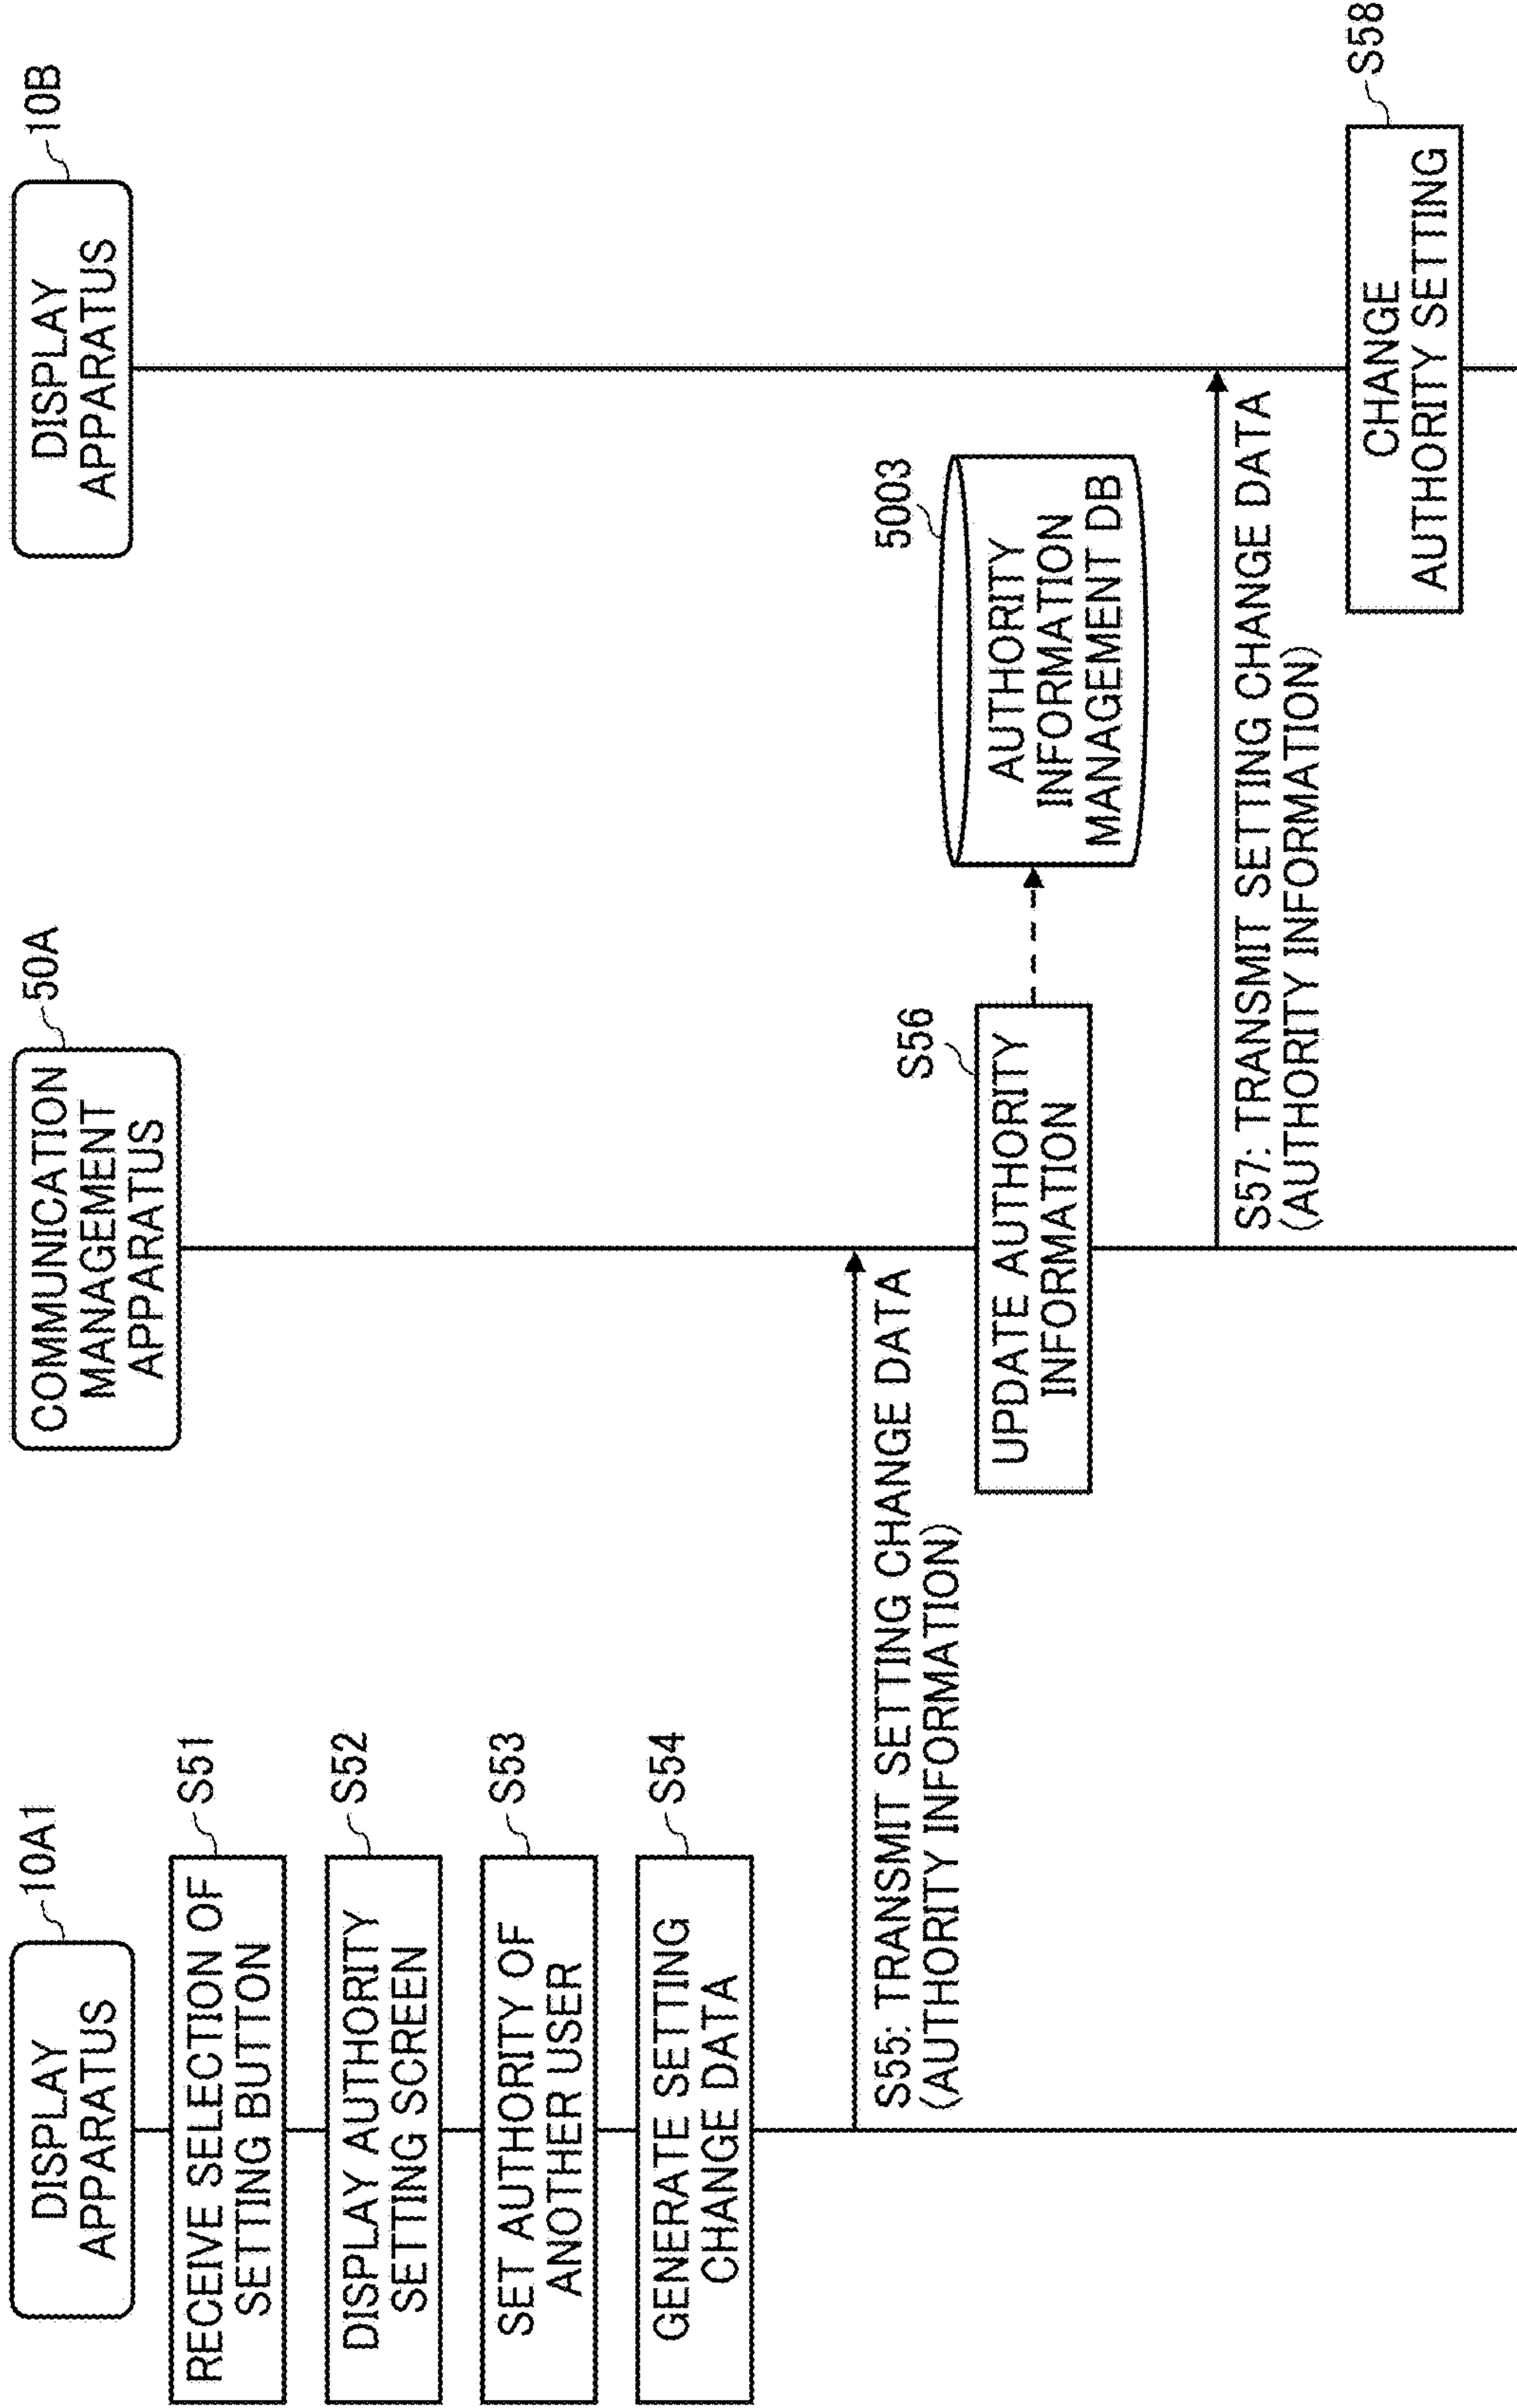 DISPLAY
APPARATUS
10A1
COMMUNICATION
MANAGEMENT
APPARATUS
50A
DISPLAY
APPARATUS
10B
RECEIVE SELECTION OF
SETTING BUTTON
S51
DISPLAY AUTHORITY
SETTING SCREEN
S52
SET AUTHORITY OF
ANOTHER USER
S53
GENERATE SETTING
CHANGE DATA
S54
S55: TRANSMIT SETTING CHANGE DATA
(AUTHORITY INFORMATION)
UPDATE AUTHORITY
INFORMATION
S56
AUTHORITY
INFORMATION
MANAGEMENT DB
5003
S57: TRANSMIT SETTING CHANGE DATA
(AUTHORITY INFORMATION)
CHANGE
AUTHORITY SETTING
S58